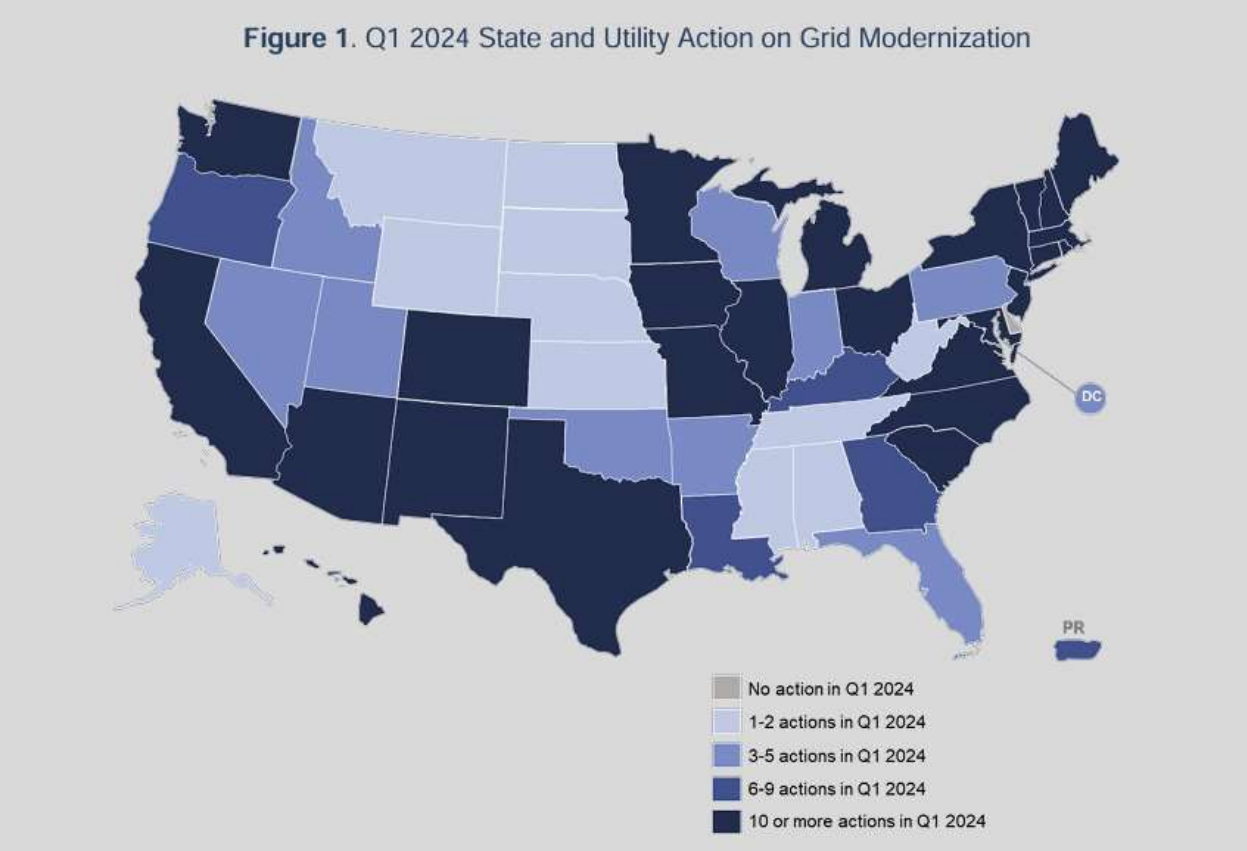 Figure 1. Q1 2024 State and Utility Action on Grid Modernization
DC
PR
No action in Q1 2024
1-2 actions in Q1 2024
3-5 actions in Q1 2024
6-9 actions in Q1 2024
10 or more actions in Q1 2024